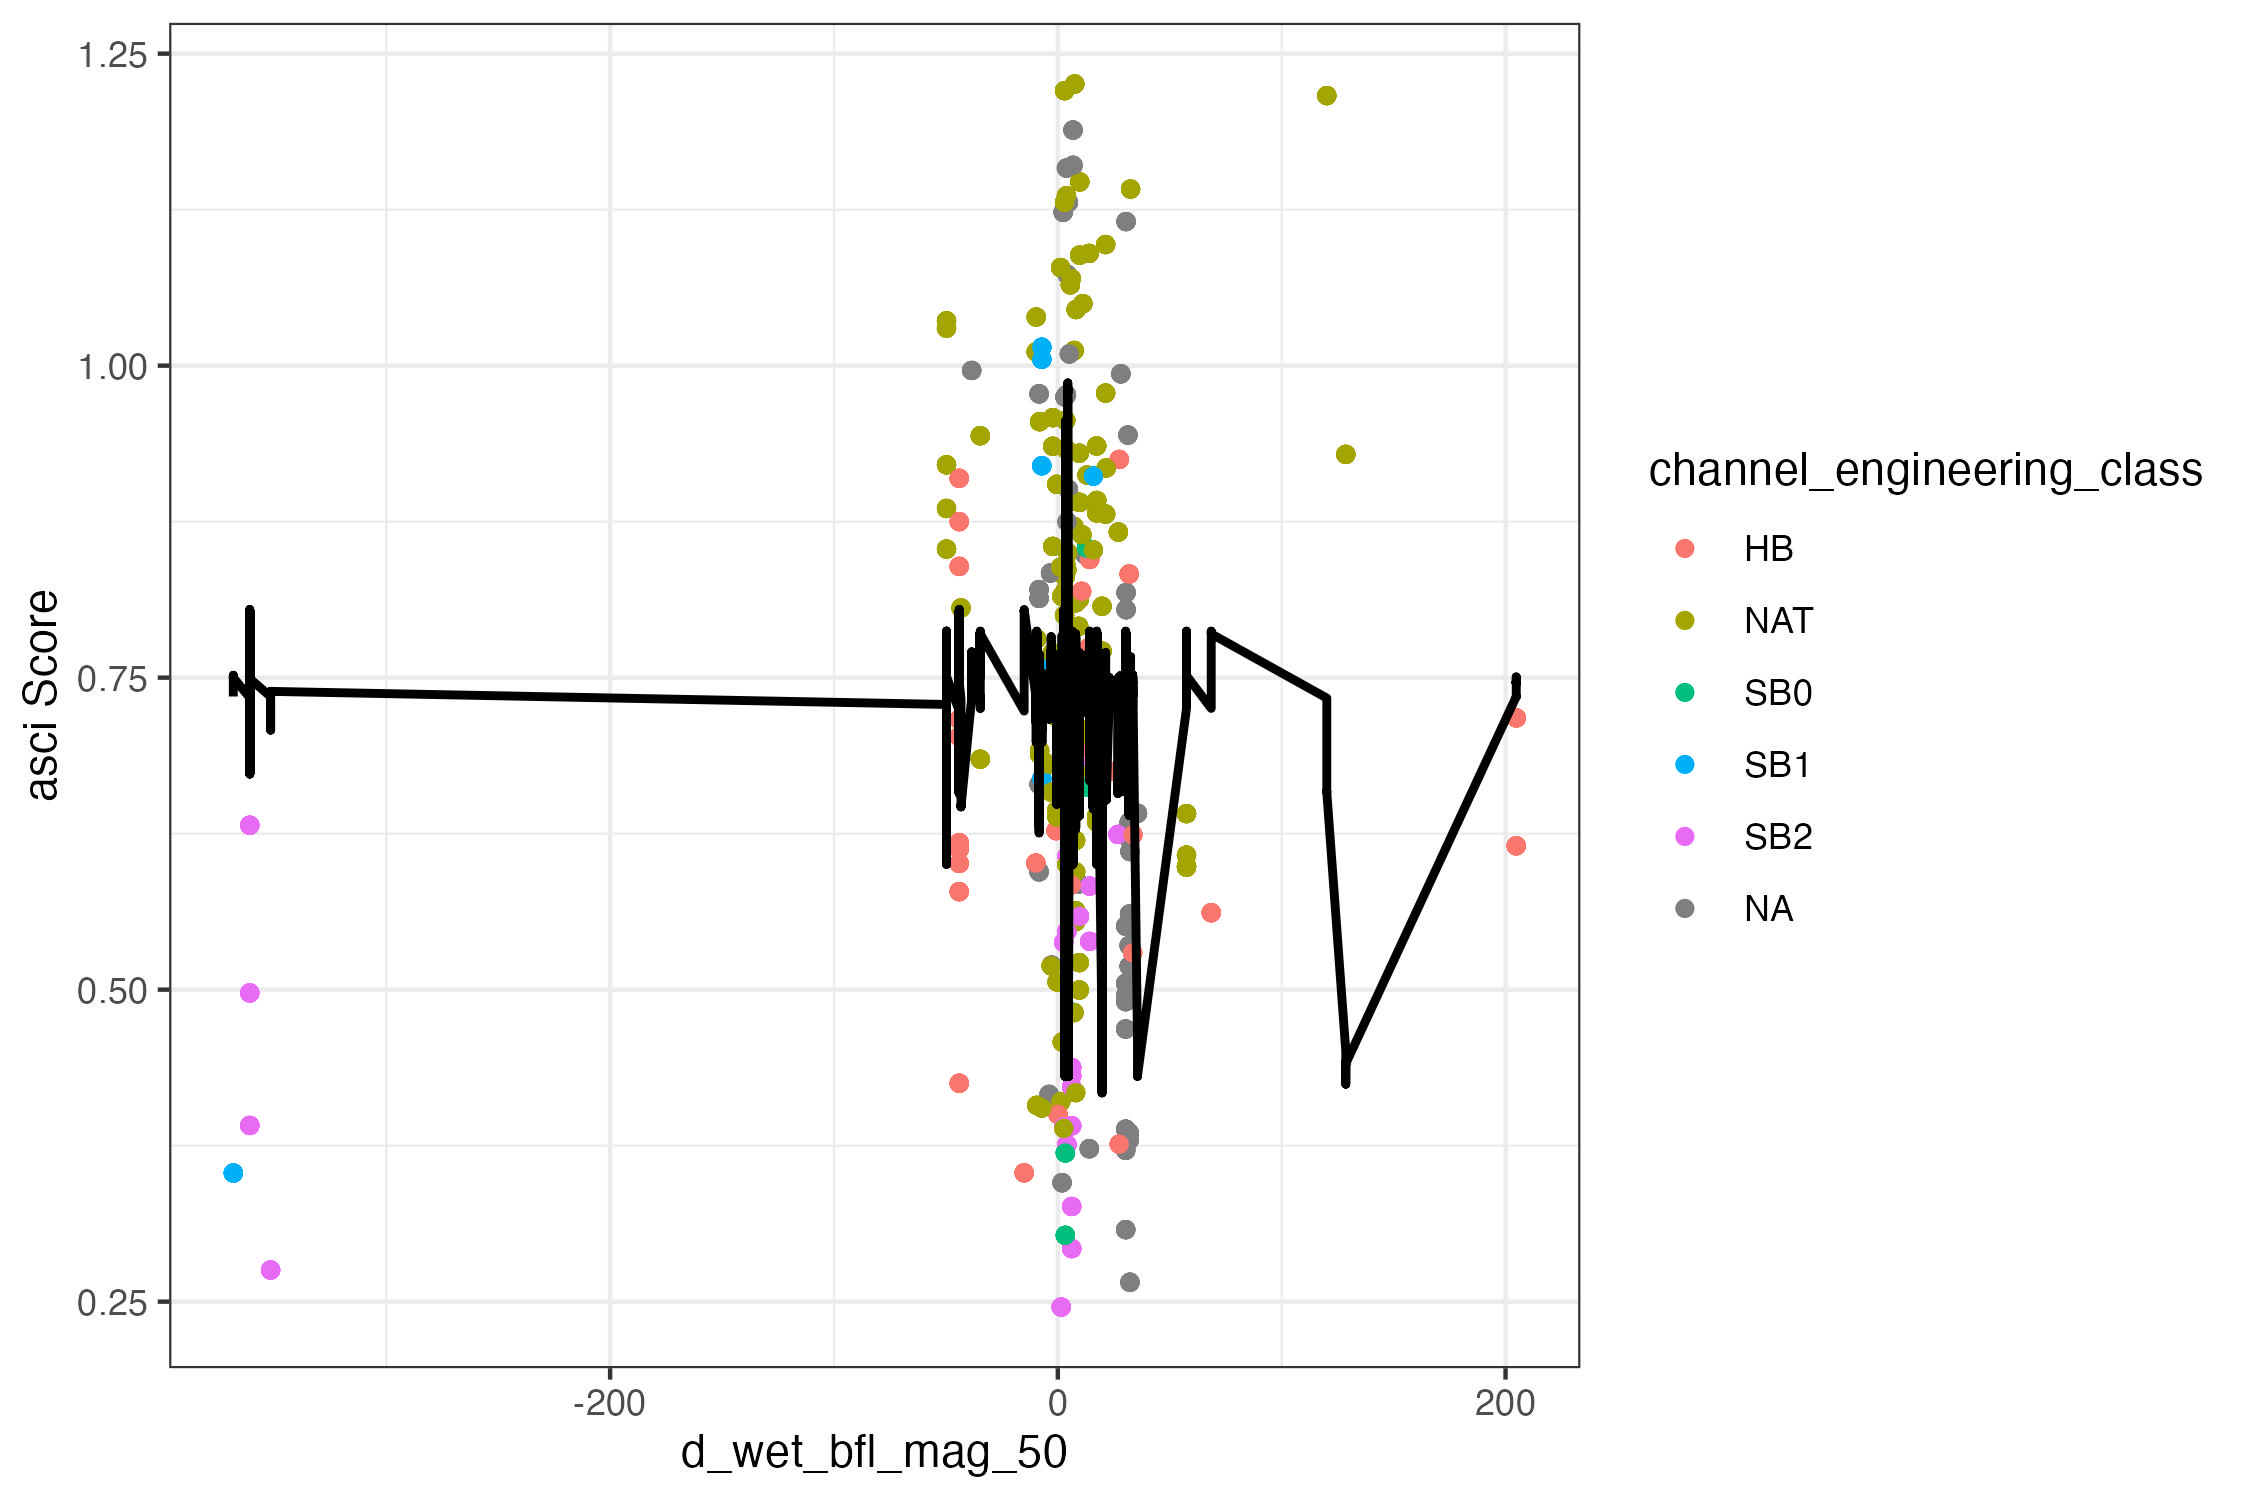 1.25
1.00
0.75
0.50
0.25
asci Score
-200
0
200
d_wet_bfl_mag_50
channel_engineering_class
HB
NAT
SB0
SB1
SB2
NA